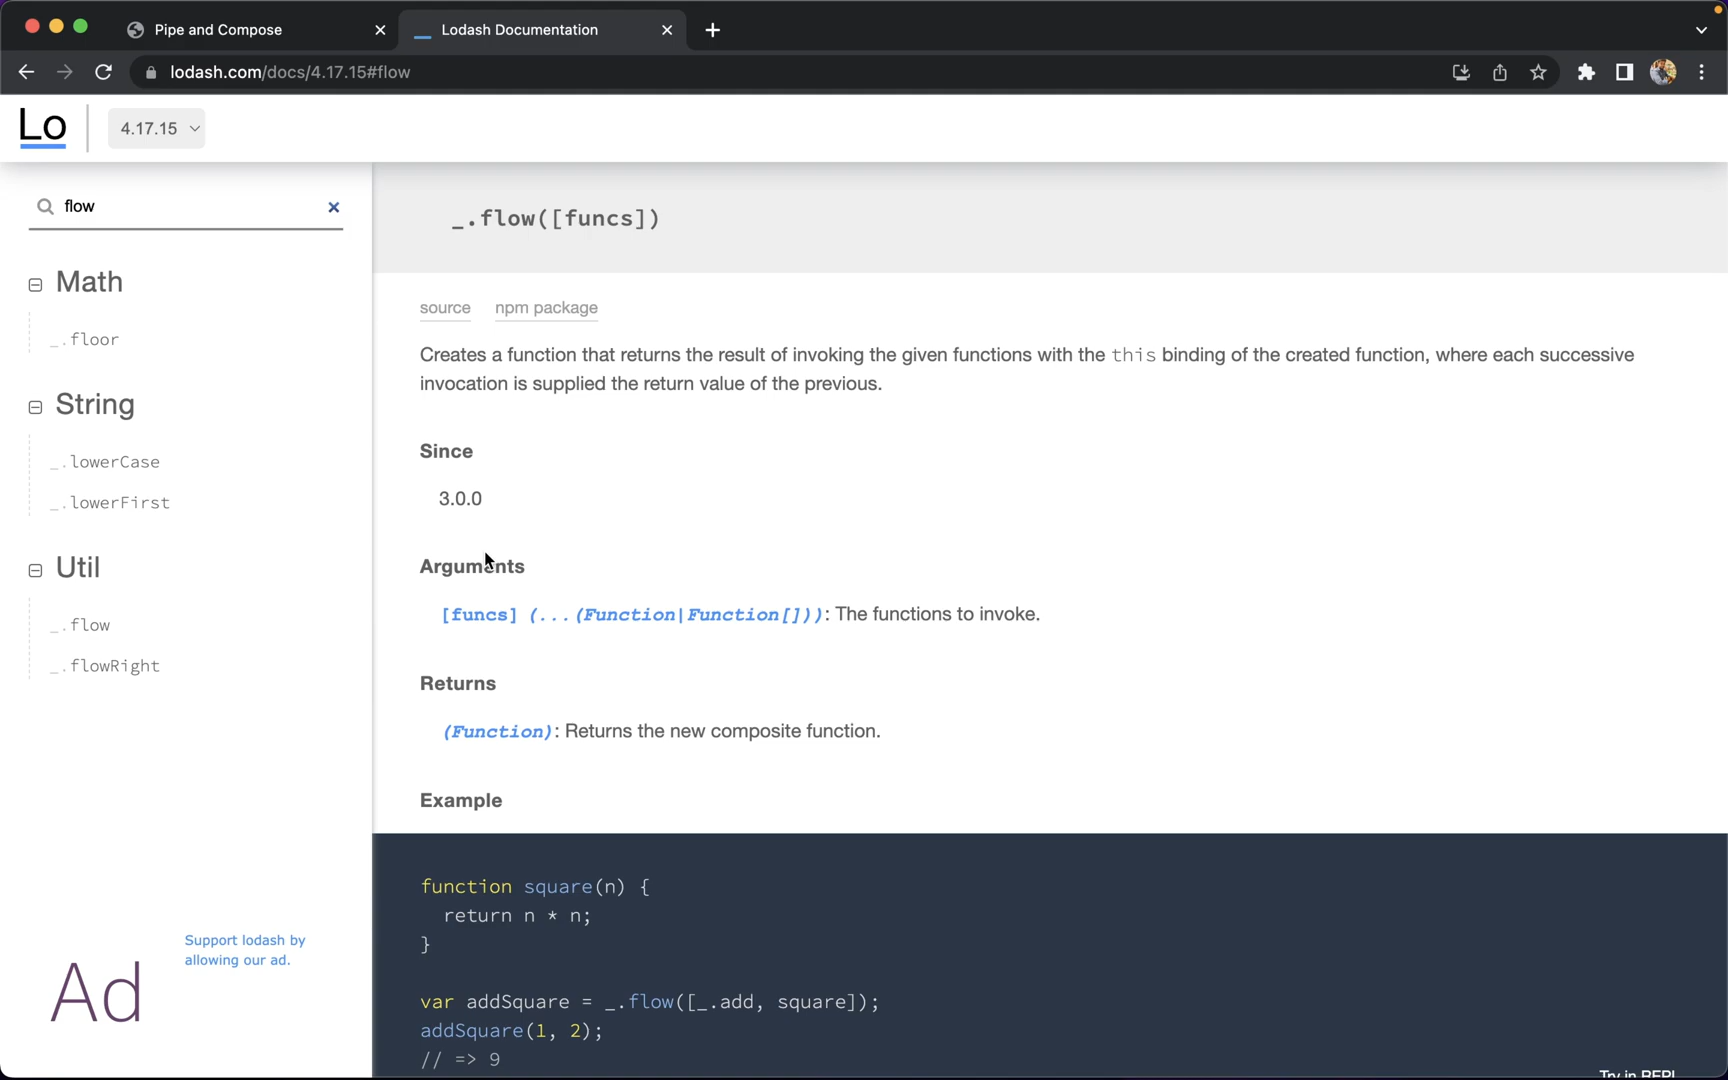 Pipe and Compose
Lodash Documentation
lodash.com/docs/4.17.15#flow
Lo
4.17.15
flow
Math
_.floor
String
_.lowerCase
_.lowerFirst
Util
_.flow
_.flowRight
Ad
Support lodash by
allowing our ad.
_.flow([funcs])
source npm package
Creates a function that returns the result of invoking the given functions with the this binding of the created function, where each successive
invocation is supplied the return value of the previous.
Since
3.0.0
Arguments
[funcs] (...(Function|Function[])): The functions to invoke.
Returns
(Function): Returns the new composite function.
Example
function square(n) {
return n * n;
}
var addSquare = _.flow([_.add, square]);
addSquare(1, 2);
// => 9
Try in REPL